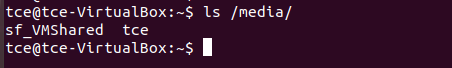 tce@tce-VirtualBox:~$ ls /media/
sf_VMShared  tce
tce@tce-VirtualBox:~$